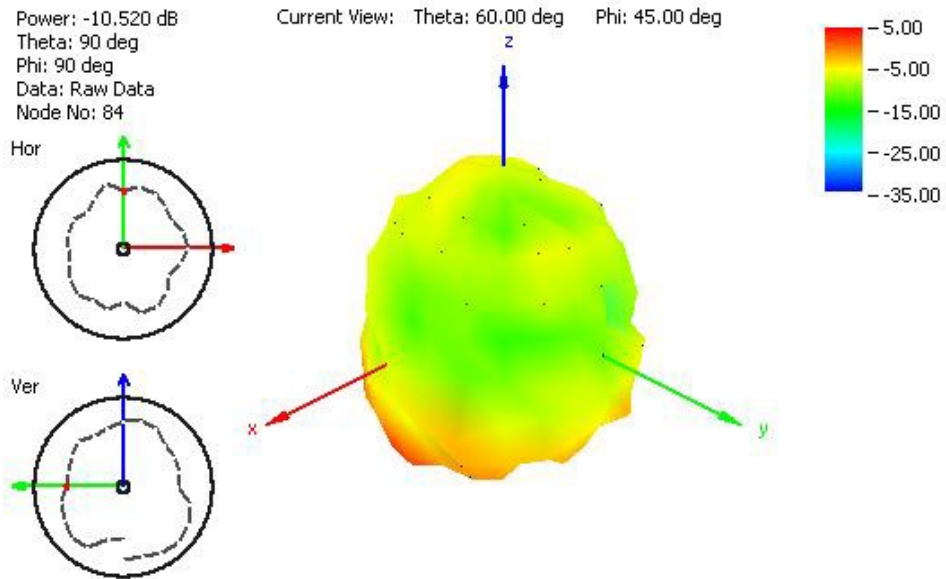 Power: -10.520 dB
Theta: 90 deg
Phi: 90 deg
Data: Raw Data
Node No: 84
Current View: Theta: 60.00 deg Phi: 45.00 deg
z
5.00
-5.00
-15.00
-25.00
-35.00
Hor
Ver
x
y